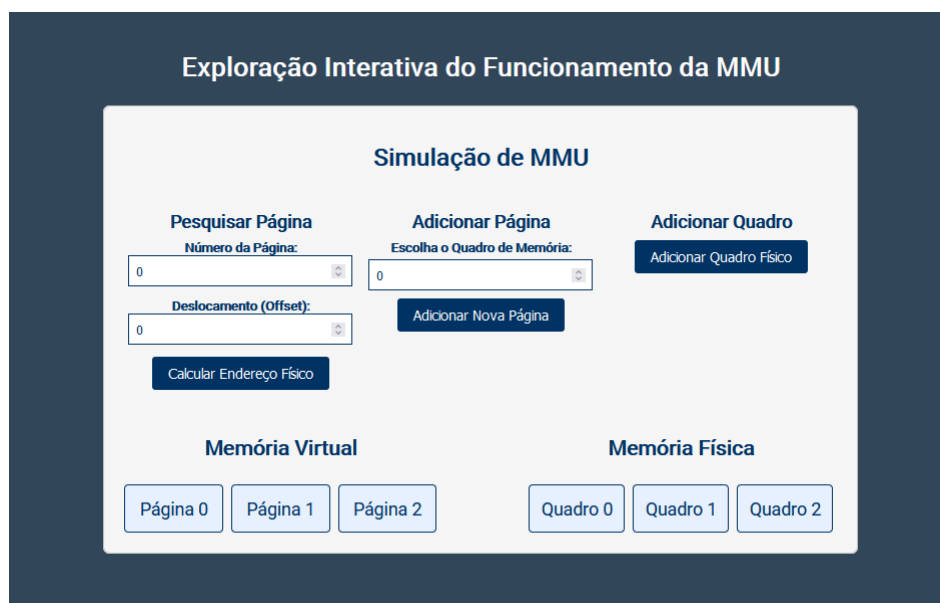 Exploração Interativa do Funcionamento da MMU
Simulação de MMU
Pesquisar Página
Número da Página:
0
Deslocamento (Offset):
0
Calcular Endereço Físico
Adicionar Página
Escolha o Quadro de Memória:
0
Adicionar Nova Página
Adicionar Quadro
Adicionar Quadro Físico
Memória Virtual
Página 0
Página 1
Página 2
Memória Física
Quadro 0
Quadro 1
Quadro 2